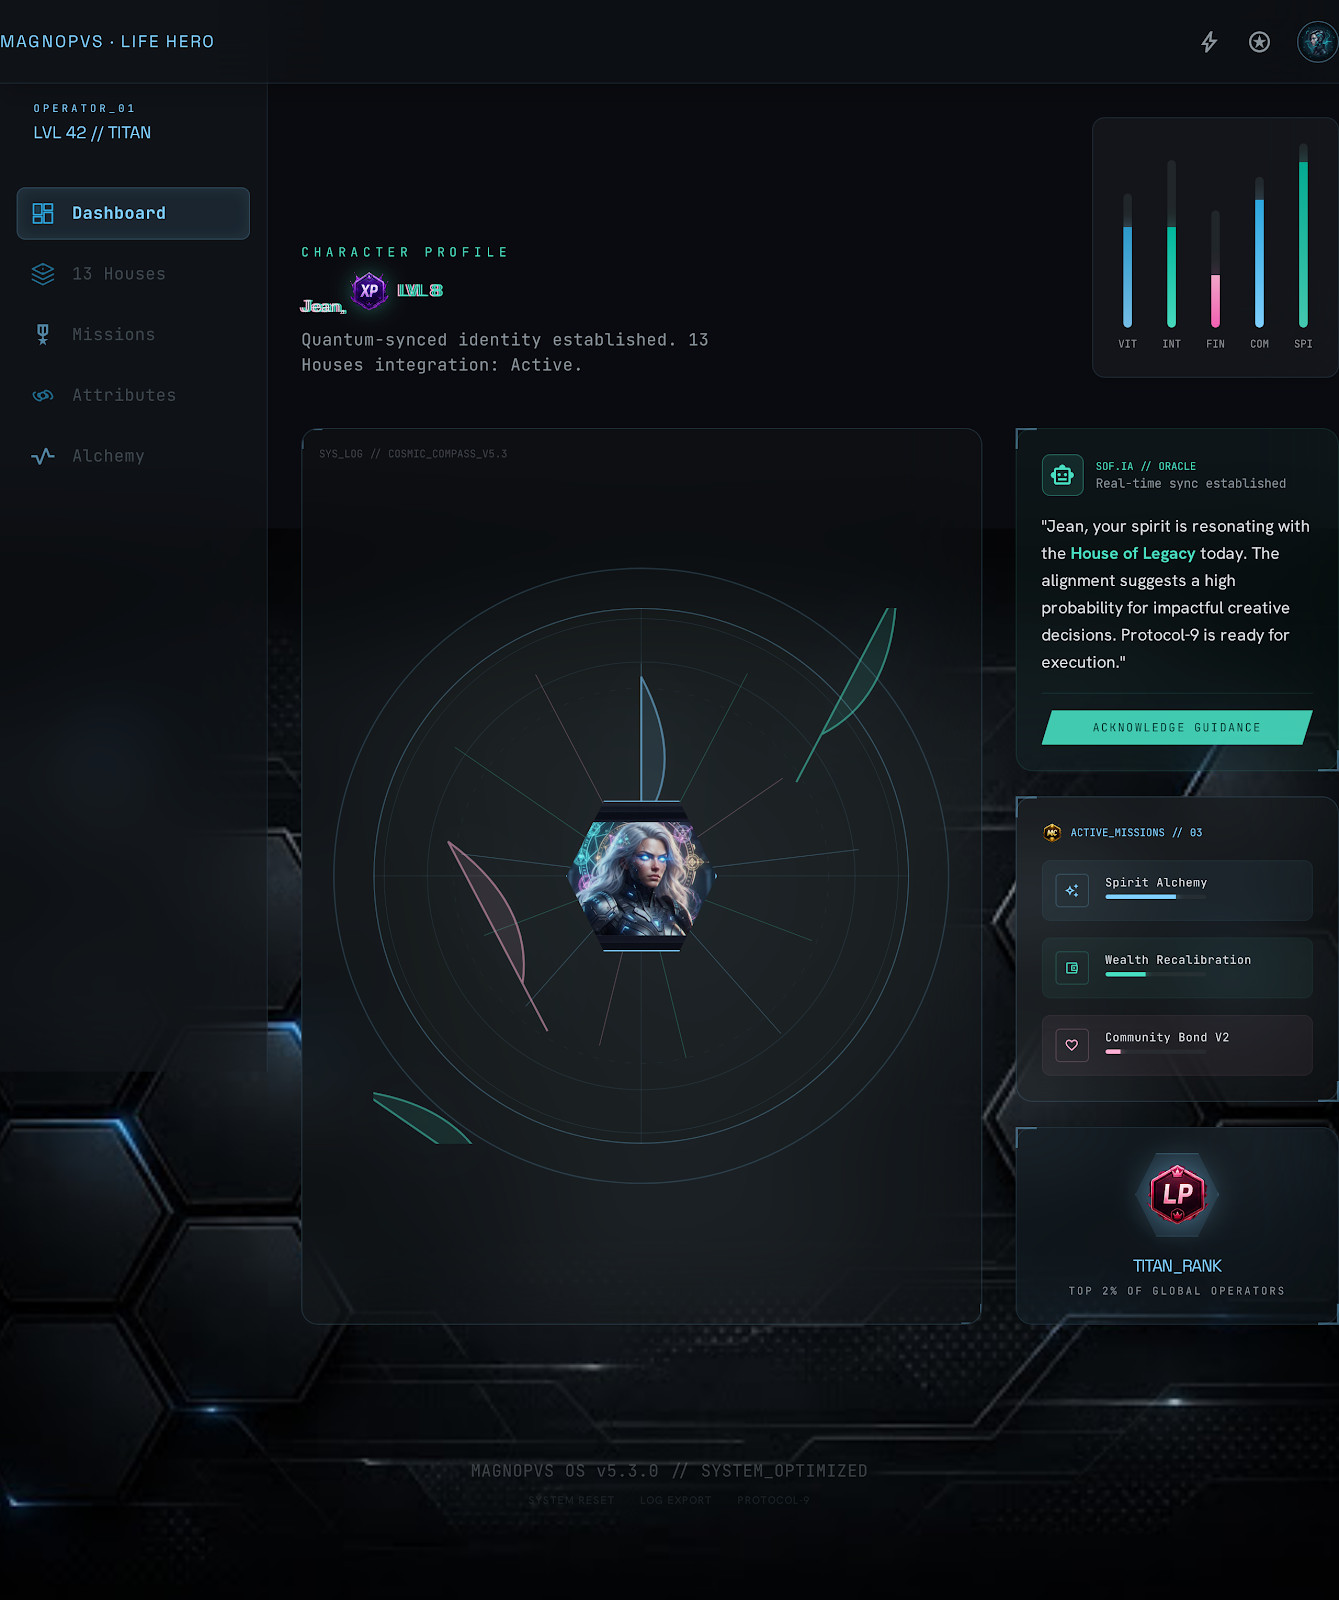 MAGNOPVS · LIFE HERO
OPERATOR_01
LVL 42 // TITAN
Dashboard
13 Houses
Missions
Attributes
Alchemy
CHARACTER PROFILE
Jean_ XP LVL 8
Quantum-synced identity established. 13
Houses integration: Active.
VIT INT FIN COM SPI
SYS_LOG // COSMIC_COMPASS_V5.3
SOF.IA // ORACLE
Real-time sync established
"Jean, your spirit is resonating with
the House of Legacy today. The
alignment suggests a high
probability for impactful creative
decisions. Protocol-9 is ready for
execution."
ACKNOWLEDGE GUIDANCE
MC ACTIVE_MISSIONS // 03
Spirit Alchemy
Wealth Recalibration
Community Bond V2
LP
TITAN_RANK
TOP 2% OF GLOBAL OPERATORS
MAGNOPVS OS v5.3.0 // SYSTEM_OPTIMIZED
SYSTEM RESET LOG EXPORT PROTOCOL-9